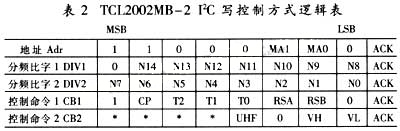 表 2 TCL2002MB-2 I²C 写控制方式逻辑表
MSB LSB
地址 Adr 1 1 0 0 0 MA1 MA0 0 ACK
分频比字 1 DIV1 0 N14 N13 N12 N11 N10 N9 N8 ACK
分频比字 2 DIV2 N7 N6 N5 N4 N3 N2 N1 N0 ACK
控制命令 1 CB1 1 CP T2 T1 T0 RSA RSB 0 ACK
控制命令 2 CB2 * * * * UHF 0 VH VL ACK